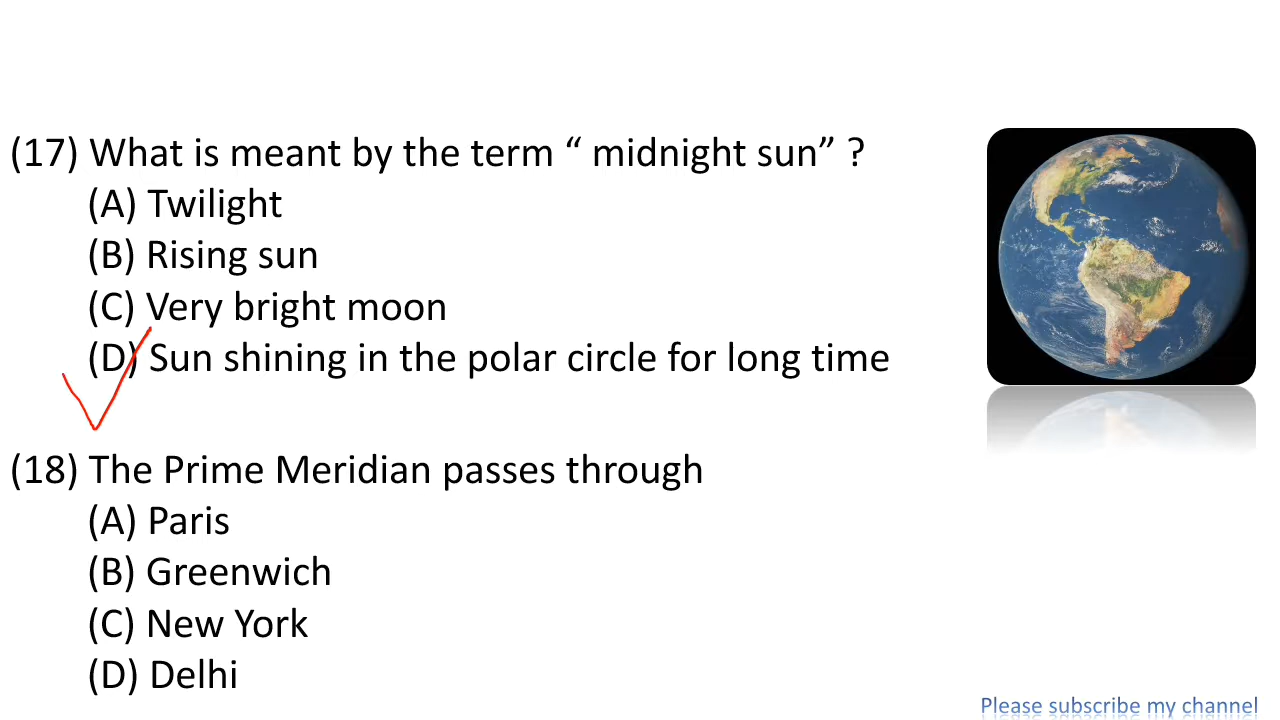 (17) What is meant by the term “ midnight sun” ?
(A) Twilight
(B) Rising sun
(C) Very bright moon
(D) Sun shining in the polar circle for long time
(18) The Prime Meridian passes through
(A) Paris
(B) Greenwich
(C) New York
(D) Delhi
Please subscribe my channel